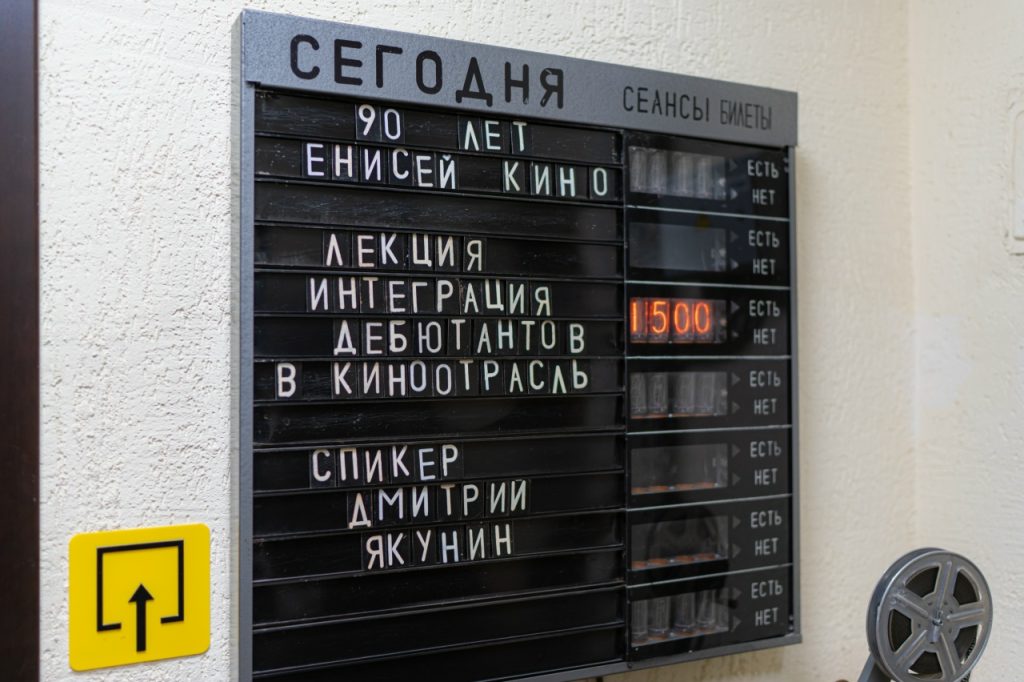 СЕГОДНЯ СЕАНСЫ БИЛЕТЫ
90 ЛЕТ
ЕНИСЕЙ КИНО
ЛЕКЦИЯ
ИНТЕГРАЦИЯ
ДЕБЮТАНТОВ
В КИНООТРАСЛЬ
СПИКЕР
ДМИТРИЙ
ЯКУНИН
ЕСТЬ
НЕТ
ЕСТЬ
НЕТ
1500
ЕСТЬ
НЕТ
ЕСТЬ
НЕТ
ЕСТЬ
НЕТ
ЕСТЬ
НЕТ
ЕСТЬ
НЕТ